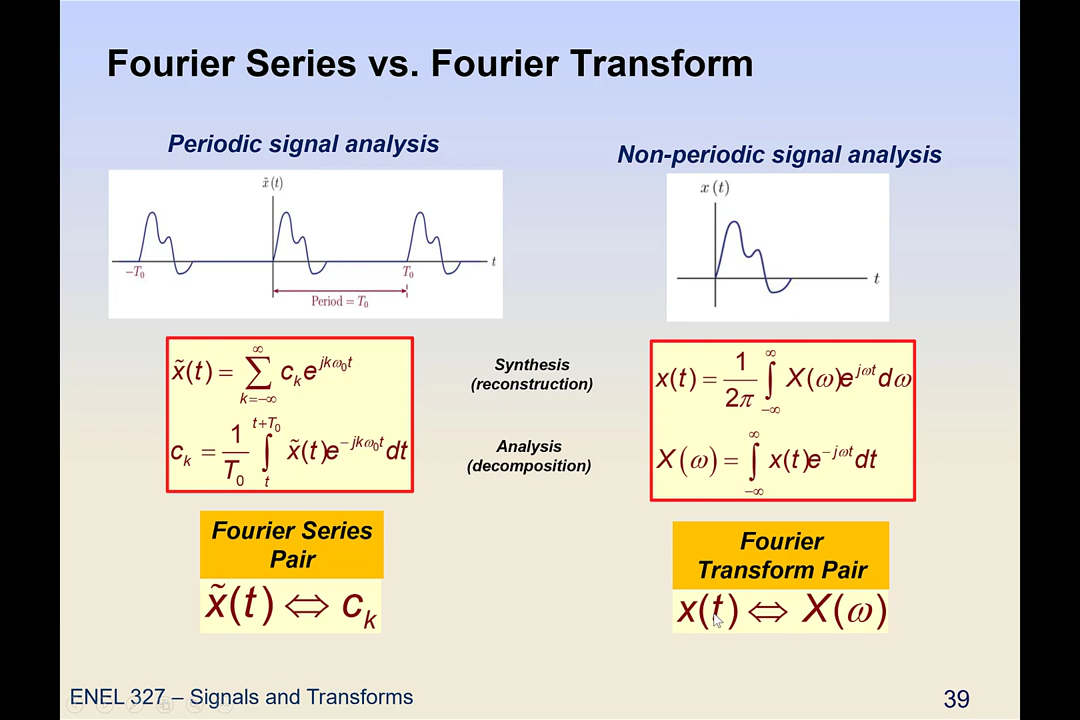 Fourier Series vs. Fourier Transform
Periodic signal analysis
x̃(t)
−T₀
T₀
t
Period = T₀
x̃(t) = ∑_{k=−∞}^{∞} c_k e^{jkω₀t}
c_k = 1/T₀ ∫_{t}^{t+T₀} x̃(t)e^{−jkω₀t} dt
Fourier Series
Pair
x̃(t) ⇔ c_k
Synthesis
(reconstruction)
Analysis
(decomposition)
Non-periodic signal analysis
x(t)
t
x(t) = 1/2π ∫_{−∞}^{∞} X(ω)e^{jωt} dω
X(ω) = ∫_{−∞}^{∞} x(t)e^{−jωt} dt
Fourier
Transform Pair
x(t) ⇔ X(ω)
ENEL 327 – Signals and Transforms
39